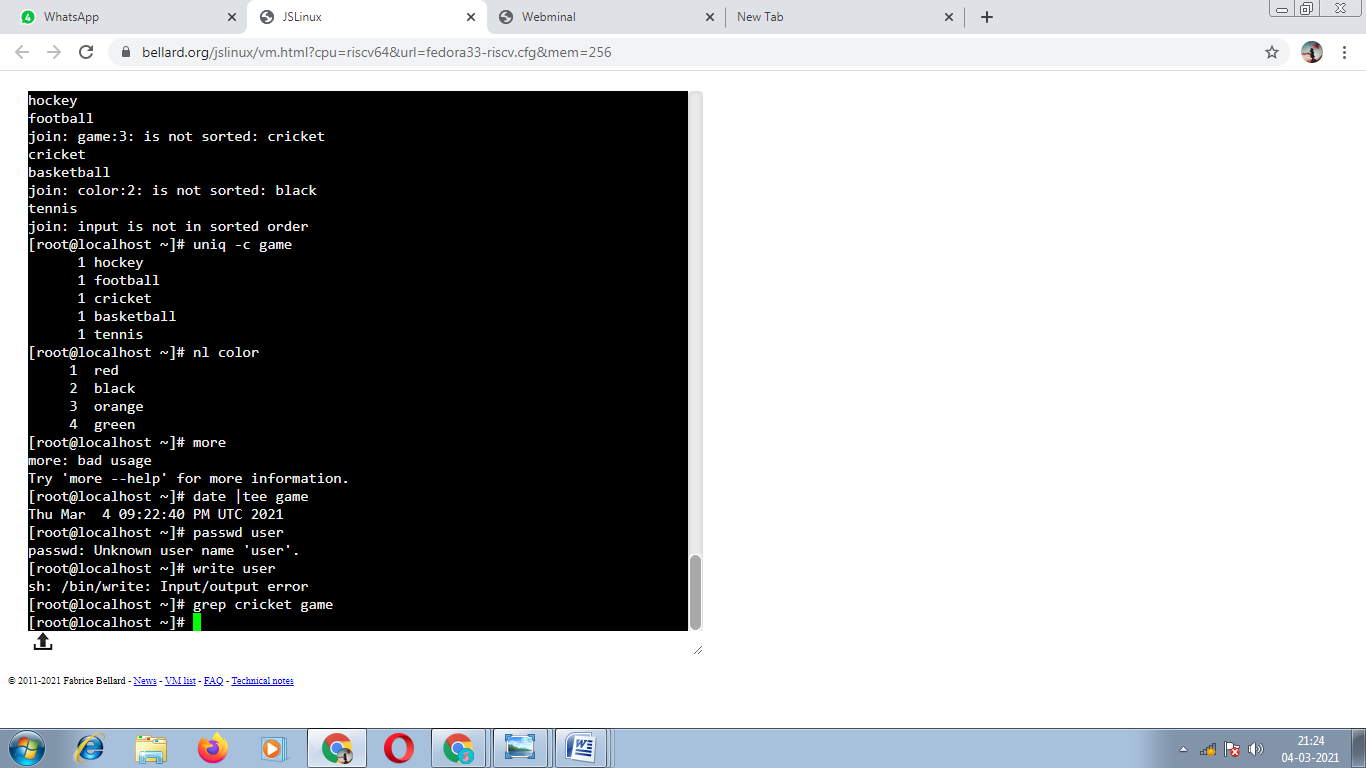 WhatsApp
JSLinux
Webminal
New Tab
bellard.org/jslinux/vm.html?cpu=riscv64&url=fedora33-riscv.cfg&mem=256
hockey
football
join: game:3: is not sorted: cricket
cricket
basketball
join: color:2: is not sorted: black
tennis
join: input is not in sorted order
[root@localhost ~]# uniq -c game
1 hockey
1 football
1 cricket
1 basketball
1 tennis
[root@localhost ~]# nl color
1 red
2 black
3 orange
4 green
[root@localhost ~]# more
more: bad usage
Try 'more --help' for more information.
[root@localhost ~]# date |tee game
Thu Mar  4 09:22:40 PM UTC 2021
[root@localhost ~]# passwd user
passwd: Unknown user name 'user'.
[root@localhost ~]# write user
sh: /bin/write: Input/output error
[root@localhost ~]# grep cricket game
[root@localhost ~]#
© 2011-2021 Fabrice Bellard - News - VM list - FAQ - Technical notes
21:24
04-03-2021